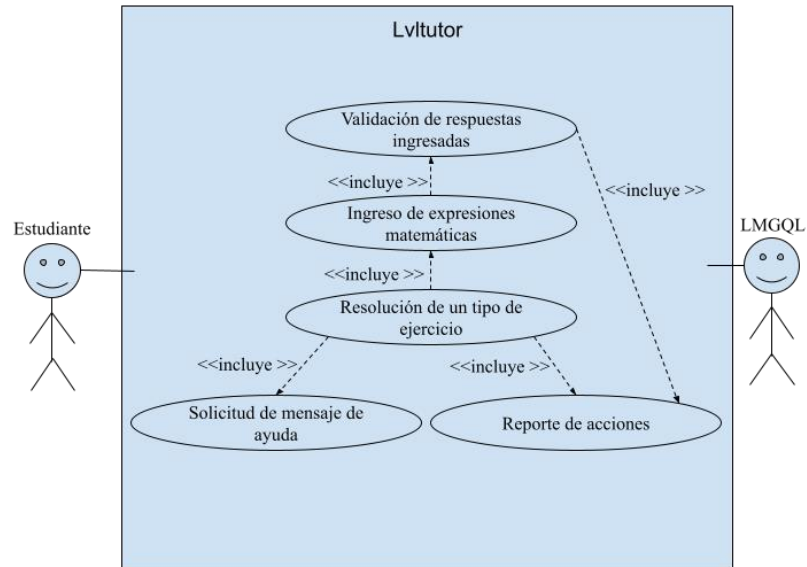 Lvltutor
Validación de respuestas
ingresadas
<<incluye >>
<<incluye >>
Ingreso de expresiones
matemáticas
Estudiante
LMGQL
<<incluye >>
Resolución de un tipo de
ejercicio
<<incluye >>
<<incluye >>
Solicitud de mensaje de
ayuda
Reporte de acciones